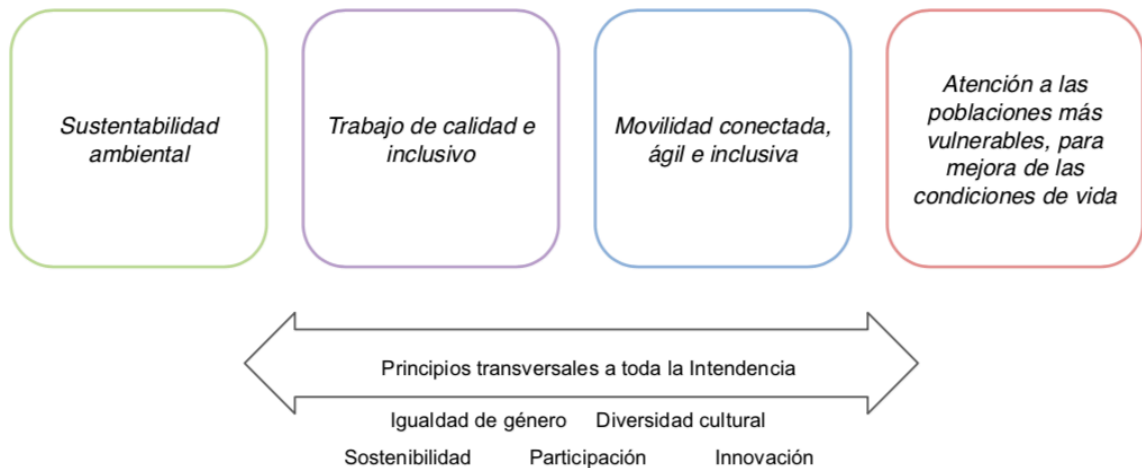 Sustentabilidad
ambiental
Trabajo de calidad e
inclusivo
Movilidad conectada,
ágil e inclusiva
Atención a las
poblaciones más
vulnerables, para
mejora de las
condiciones de vida
Principios transversales a toda la Intendencia
Igualdad de género Diversidad cultural
Sostenibilidad Participación Innovación